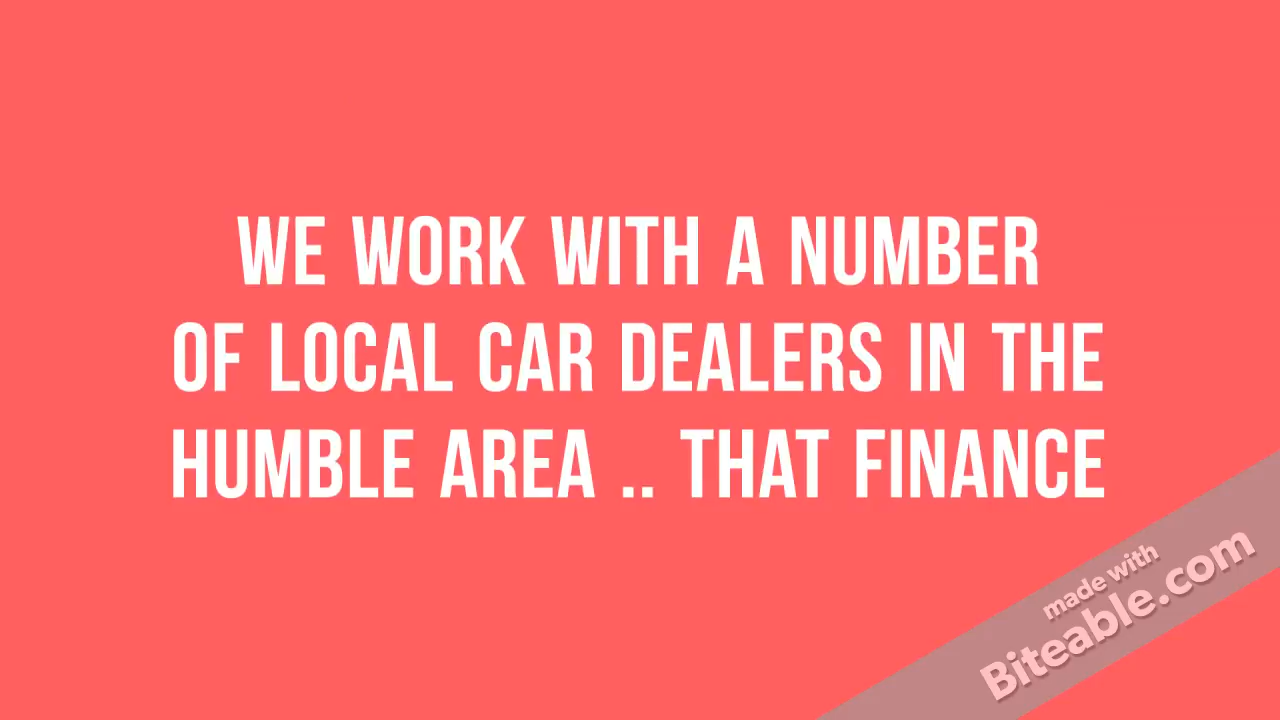 WE WORK WITH A NUMBER
OF LOCAL CAR DEALERS IN THE
HUMBLE AREA .. THAT FINANCE
made with
Biteable.com